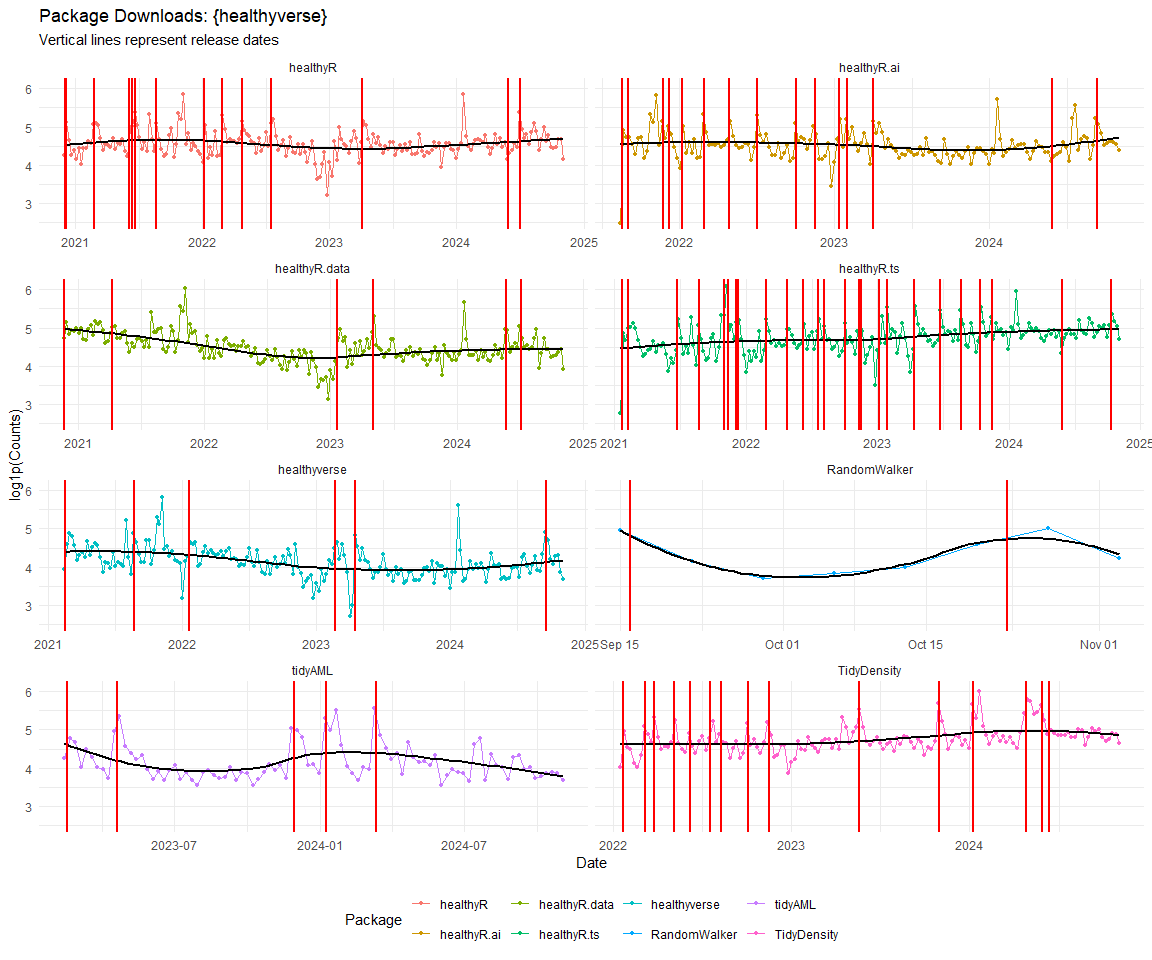 Package Downloads: {healthyverse}
Vertical lines represent release dates
healthyR
healthyR.ai
6
5
4
3
2021 2022 2023 2024 2025
2022 2023 2024
healthyR.data
healthyR.ts
6
5
4
3
2021 2022 2023 2024 2025
2021 2022 2023 2024 2025
log1p(Counts)
healthyverse
RandomWalker
6
5
4
3
2021 2022 2023 2024 2025
Sep 15 Oct 01 Oct 15 Nov 01
tidyAML
TidyDensity
6
5
4
3
2023-07 2024-01 2024-07
2022 2023 2024
Date
Package
healthyR healthyR.data healthyverse tidyAML
healthyR.ai healthyR.ts RandomWalker TidyDensity